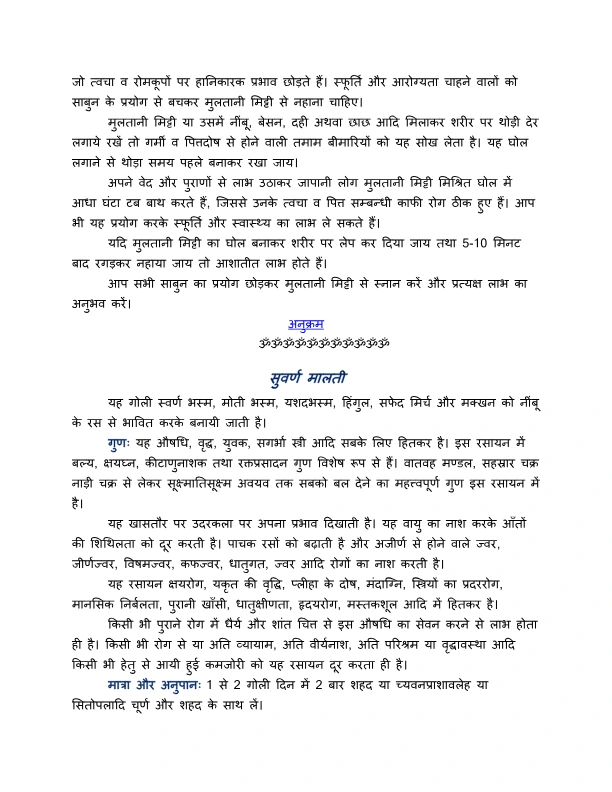 जो त्वचा व रोमकूपों पर हानिकारक प्रभाव छोड़ते हैं। स्फूर्ति और आरोग्यता चाहने वालों को
साबुन के प्रयोग से बचकर मुलतानी मिट्टी से नहाना चाहिए।
मुलतानी मिट्टी या उसमें नींबू, बेसन, दही अथवा छाछ आदि मिलाकर शरीर पर थोड़ी देर
लगाये रखें तो गर्मी व पित्तदोष से होने वाली तमाम बीमारियों को यह सोख लेता है। यह घोल
लगाने से थोड़ा समय पहले बनाकर रखा जाय।
अपने वेद और पुराणों से लाभ उठाकर जापानी लोग मुलतानी मिट्टी मिश्रित घोल में
आधा घंटा टब बाथ करते हैं, जिससे उनके त्वचा व पित्त सम्बन्धी काफी रोग ठीक हुए हैं। आप
भी यह प्रयोग करके स्फूर्ति और स्वास्थ्य का लाभ ले सकते हैं।
यदि मुलतानी मिट्टी का घोल बनाकर शरीर पर लेप कर दिया जाय तथा 5-10 मिनट
बाद रगड़कर नहाया जाय तो आशातीत लाभ होते हैं।
आप सभी साबुन का प्रयोग छोड़कर मुलतानी मिट्टी से स्नान करें और प्रत्यक्ष लाभ का
अनुभव करें।
अनुक्रम
ॐॐॐॐॐॐॐॐॐॐॐ
सुवर्ण मालती
यह गोली स्वर्ण भस्म, मोती भस्म, यशदभस्म, हिंगुल, सफेद मिर्च और मक्खन को नींबू
के रस से भावित करके बनायी जाती है।
गुणः यह औषधि, वृद्ध, युवक, सगर्भा स्त्री आदि सबके लिए हितकर है। इस रसायन में
बल्य, क्षयघ्न, कीटाणुनाशक तथा रक्तप्रसादन गुण विशेष रूप से हैं। वातवह मण्डल, सहस्रार चक्र
नाड़ी चक्र से लेकर सूक्ष्मातिसूक्ष्म अवयव तक सबको बल देने का महत्त्वपूर्ण गुण इस रसायन में
है।
यह खासतौर पर उदरकला पर अपना प्रभाव दिखाती है। यह वायु का नाश करके आँतों
की शिथिलता को दूर करती है। पाचक रसों को बढ़ाती है और अजीर्ण से होने वाले ज्वर,
जीर्णज्वर, विषमज्वर, कफज्वर, धातुगत, ज्वर आदि रोगों का नाश करती है।
यह रसायन क्षयरोग, यकृत की वृद्धि, प्लीहा के दोष, मंदाग्नि, स्त्रियों का प्रदररोग,
मानसिक निर्बलता, पुरानी खाँसी, धातुक्षीणता, हृदयरोग, मस्तकशूल आदि में हितकर है।
किसी भी पुराने रोग में धैर्य और शांत चित्त से इस औषधि का सेवन करने से लाभ होता
ही है। किसी भी रोग से या अति व्यायाम, अति वीर्यनाश, अति परिश्रम या वृद्धावस्था आदि
किसी भी हेतु से आयी हुई कमजोरी को यह रसायन दूर करता ही है।
मात्रा और अनुपानः 1 से 2 गोली दिन में 2 बार शहद या च्यवनप्राशावलेह या
सितोपलादि चूर्ण और शहद के साथ लें।